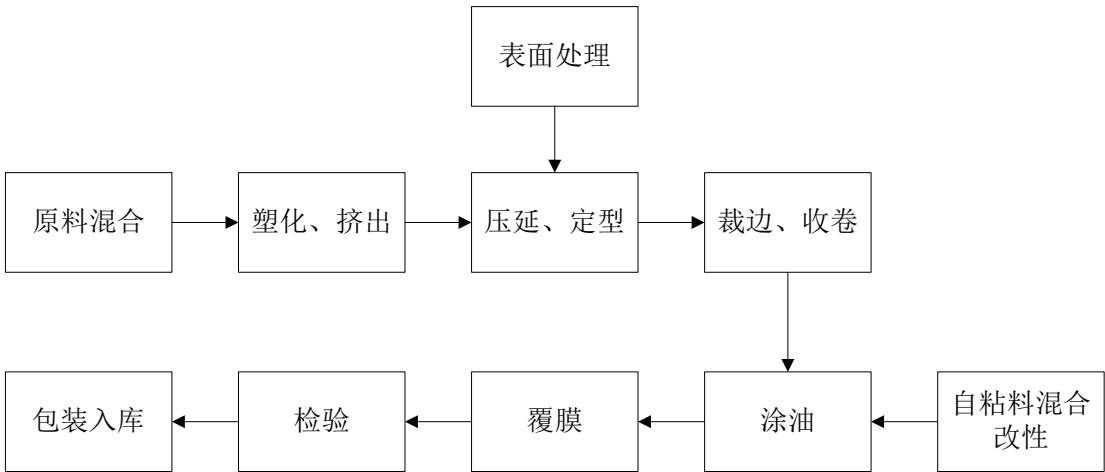 表面处理
原料混合
塑化、挤出
压延、定型
裁边、收卷
包装入库
检验
覆膜
涂油
自粘料混合
改性